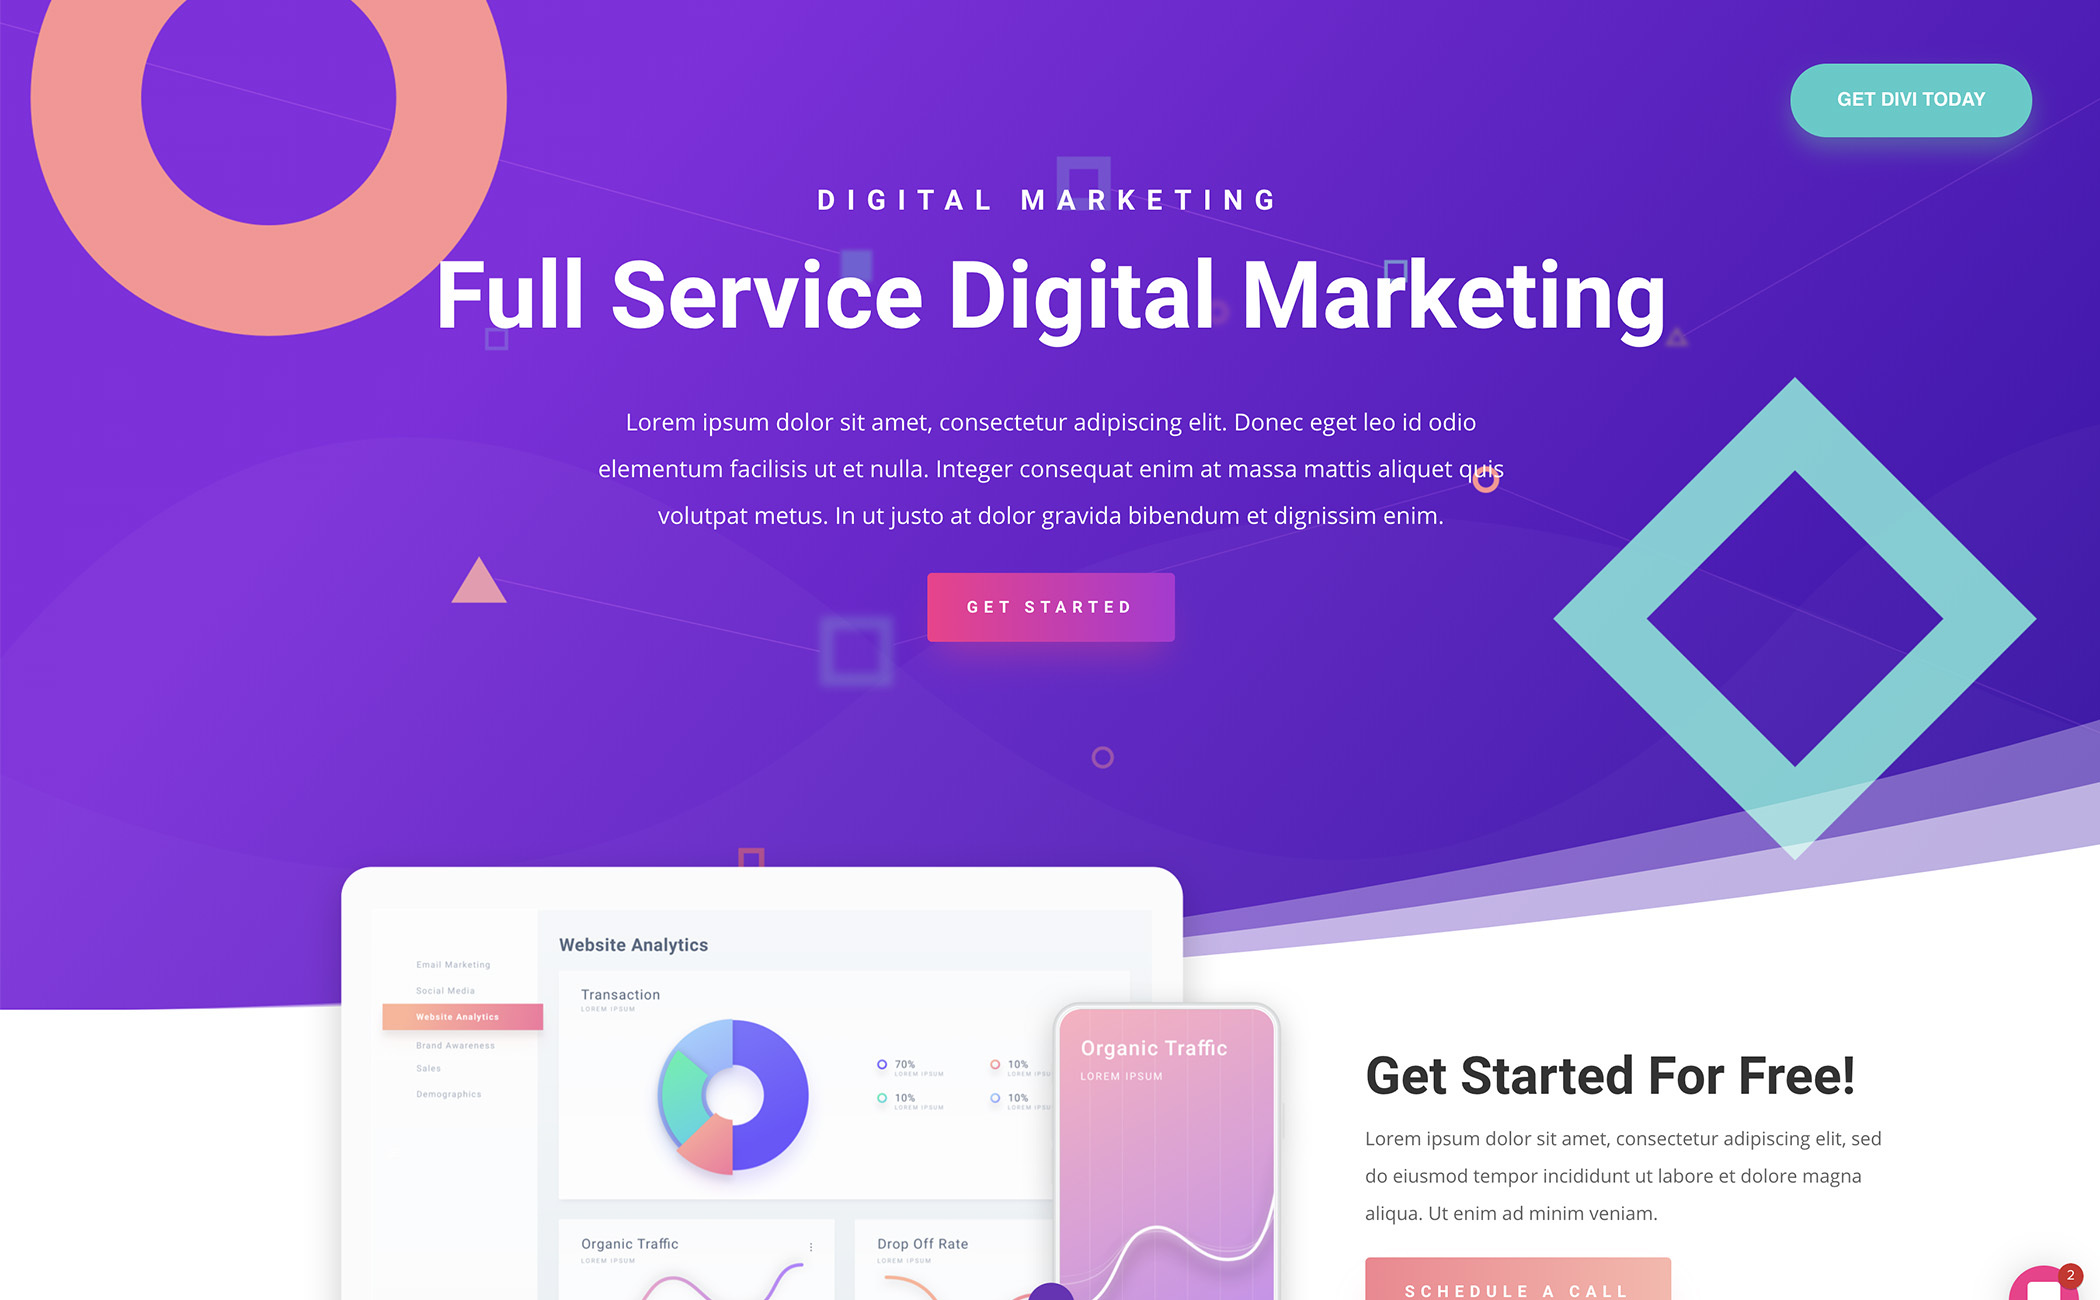 GET DIVI TODAY
DIGITAL MARKETING
Full Service Digital Marketing
Lorem ipsum dolor sit amet, consectetur adipiscing elit. Donec eget leo id odio
elementum facilisis ut et nulla. Integer consequat enim at massa mattis aliquet quis
volutpat metus. In ut justo at dolor gravida bibendum et dignissim enim.
GET STARTED
Website Analytics
Email Marketing
Social Media
Website Analytics
Brand Awareness
Sales
Demographics
Transaction
LOREM IPSUM
70%
LOREM IPSUM
10%
LOREM IPSU
10%
LOREM IPSUM
10%
LOREM IPSU
Organic Traffic
LOREM IPSUM
Drop Off Rate
LOREM IPSUM
Organic Traffic
LOREM IPSUM
Get Started For Free!
Lorem ipsum dolor sit amet, consectetur adipiscing elit, sed
do eiusmod tempor incididunt ut labore et dolore magna
aliqua. Ut enim ad minim veniam.
SCHEDULE A CALL
2